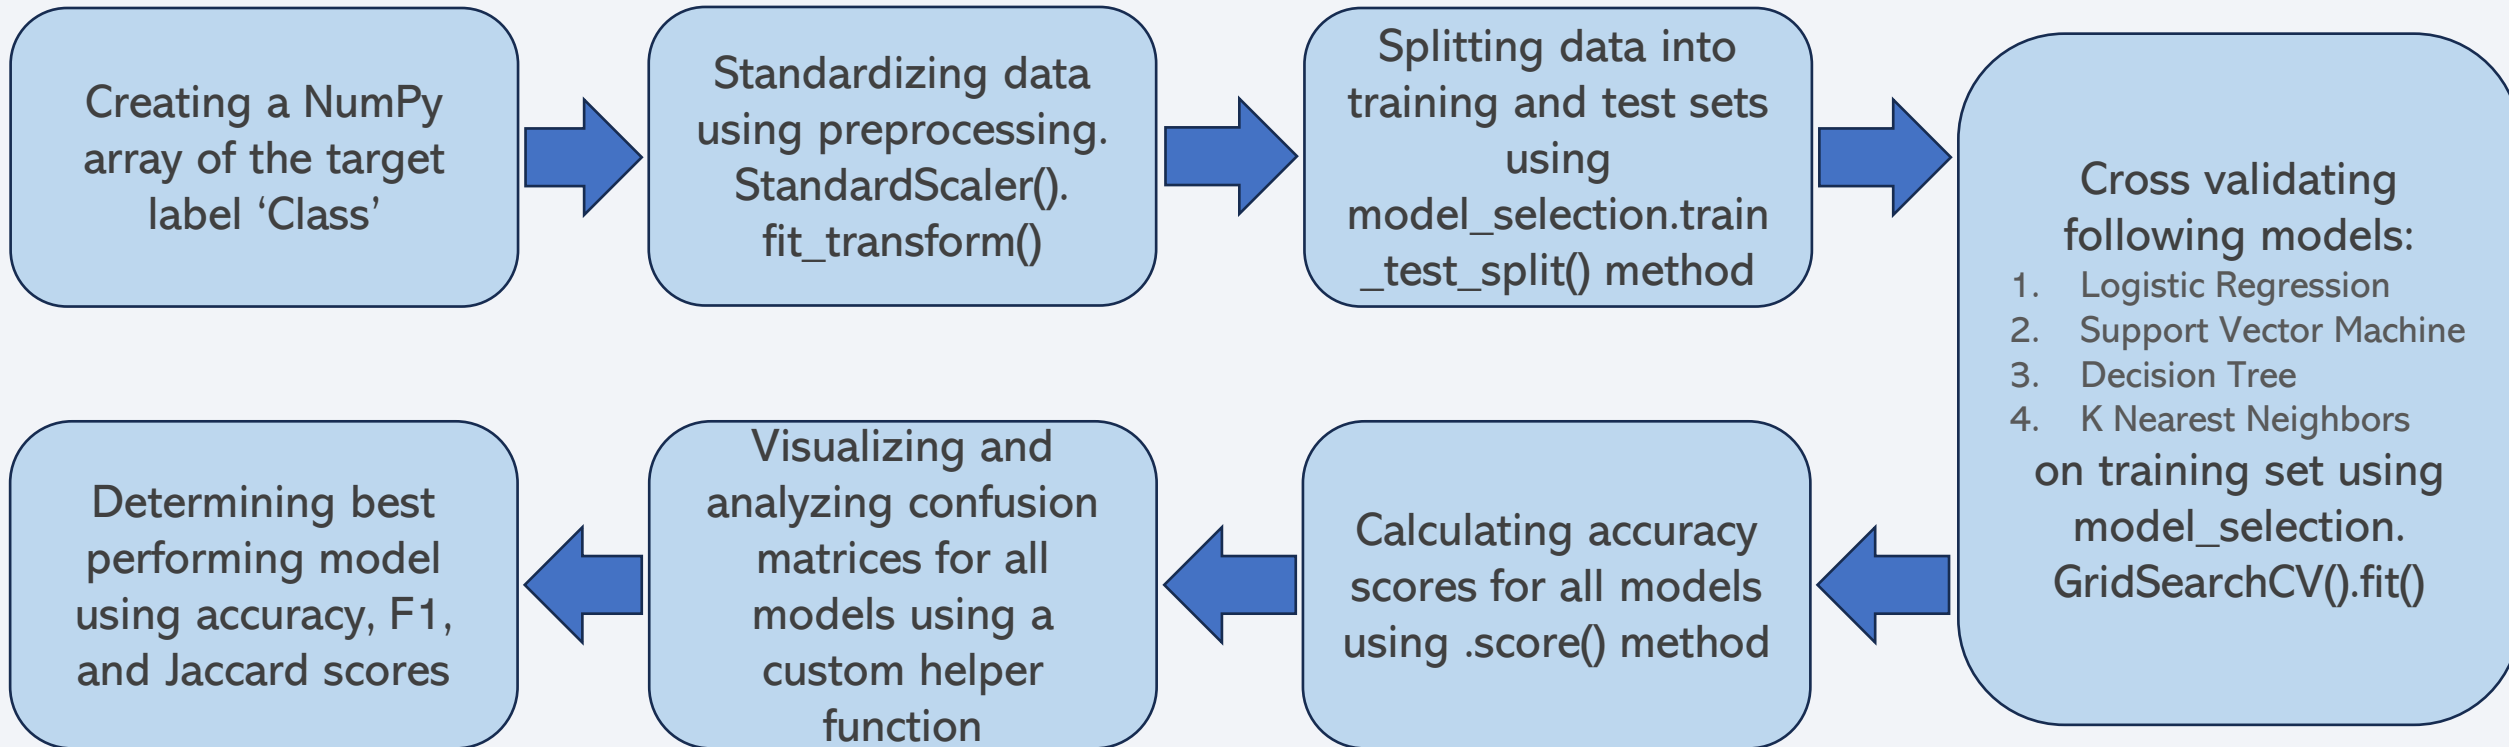 Creating a NumPy
array of the target
label ‘Class’
Standardizing data
using preprocessing.
StandardScaler().
fit_transform()
Splitting data into
training and test sets
using
model_selection.train
_test_split() method
Cross validating
following models:
1. Logistic Regression
2. Support Vector Machine
3. Decision Tree
4. K Nearest Neighbors
on training set using
model_selection.
GridSearchCV().fit()
Calculating accuracy
scores for all models
using .score() method
Visualizing and
analyzing confusion
matrices for all
models using a
custom helper
function
Determining best
performing model
using accuracy, F1,
and Jaccard scores